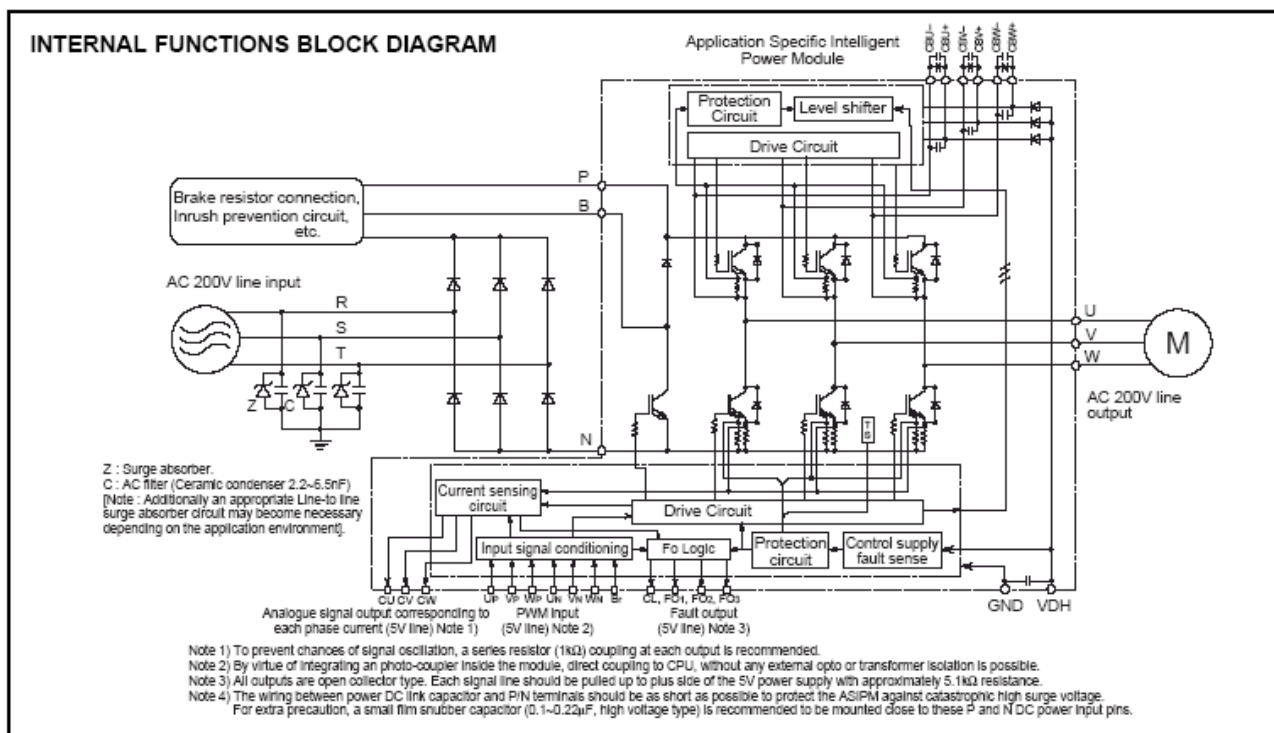 INTERNAL FUNCTIONS BLOCK DIAGRAM
Application Specific Intelligent
Power Module
CBU–
CBU+
CBV–
CBV+
CBW–
CBW+
Protection
Circuit
Level shifter
Drive Circuit
Brake resistor connection,
Inrush prevention circuit,
etc.
P
B
AC 200V line input
R
S
T
Z
C
N
U
V
W
M
AC 200V line
output
T
S
Z : Surge absorber.
C : AC filter (Ceramic condenser 2.2~6.5nF)
[Note : Additionally an appropriate Line-to line
surge absorber circuit may become necessary
depending on the application environment].
Current sensing
circuit
Drive Circuit
Input signal conditioning
Fo Logic
Protection
circuit
Control supply
fault sense
CU CV CW
UP VP WP UN VN WN Br
CL, FO1, FO2, FO3
GND VDH
Analogue signal output corresponding to
each phase current (5V line) Note 1)
PWM Input
(5V line) Note 2)
Fault output
(5V line) Note 3)
Note 1) To prevent chances of signal oscillation, a series resistor (1kΩ) coupling at each output is recommended.
Note 2) By virtue of integrating an photo-coupler inside the module, direct coupling to CPU, without any external opto or transformer isolation is possible.
Note 3) All outputs are open collector type. Each signal line should be pulled up to plus side of the 5V power supply with approximately 5.1kΩ resistance.
Note 4) The wiring between power DC link capacitor and P/N terminals should be as short as possible to protect the ASIPM against catastrophic high surge voltage.
For extra precaution, a small film snubber capacitor (0.1~0.22μF, high voltage type) is recommended to be mounted close to these P and N DC power input pins.